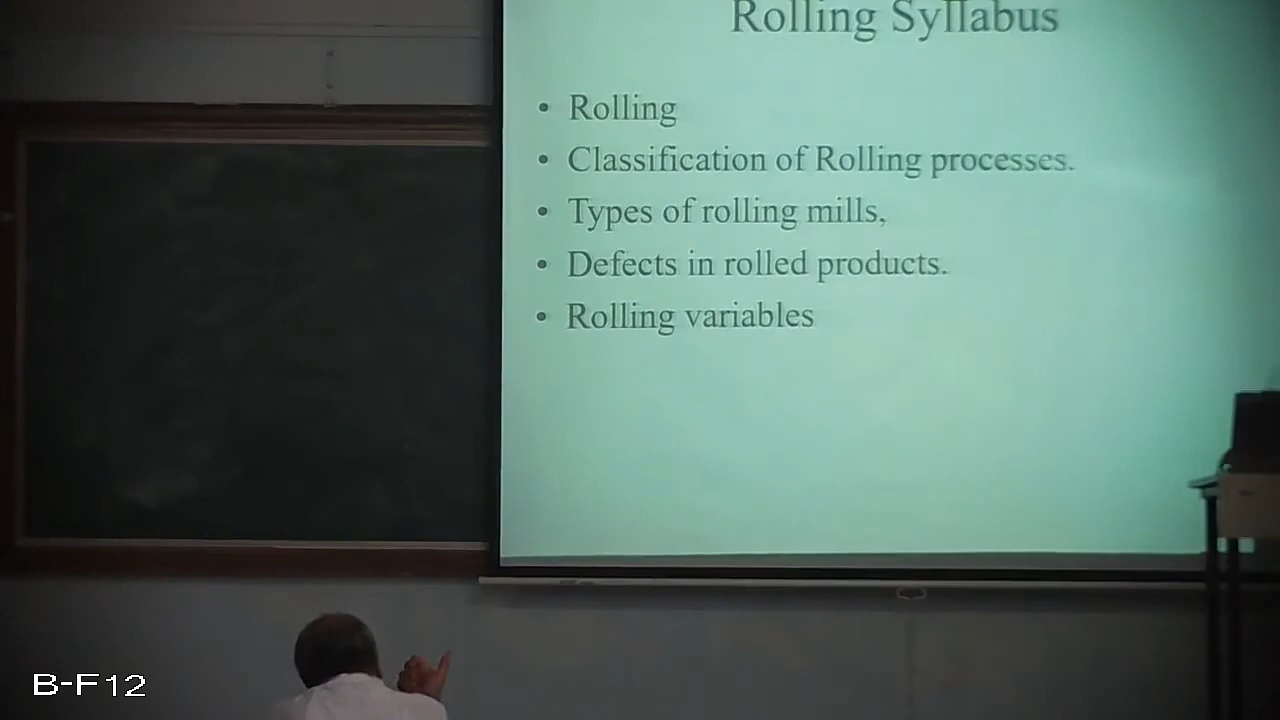 Rolling Syllabus
• Rolling
• Classification of Rolling processes.
• Types of rolling mills,
• Defects in rolled products.
• Rolling variables
B-F12